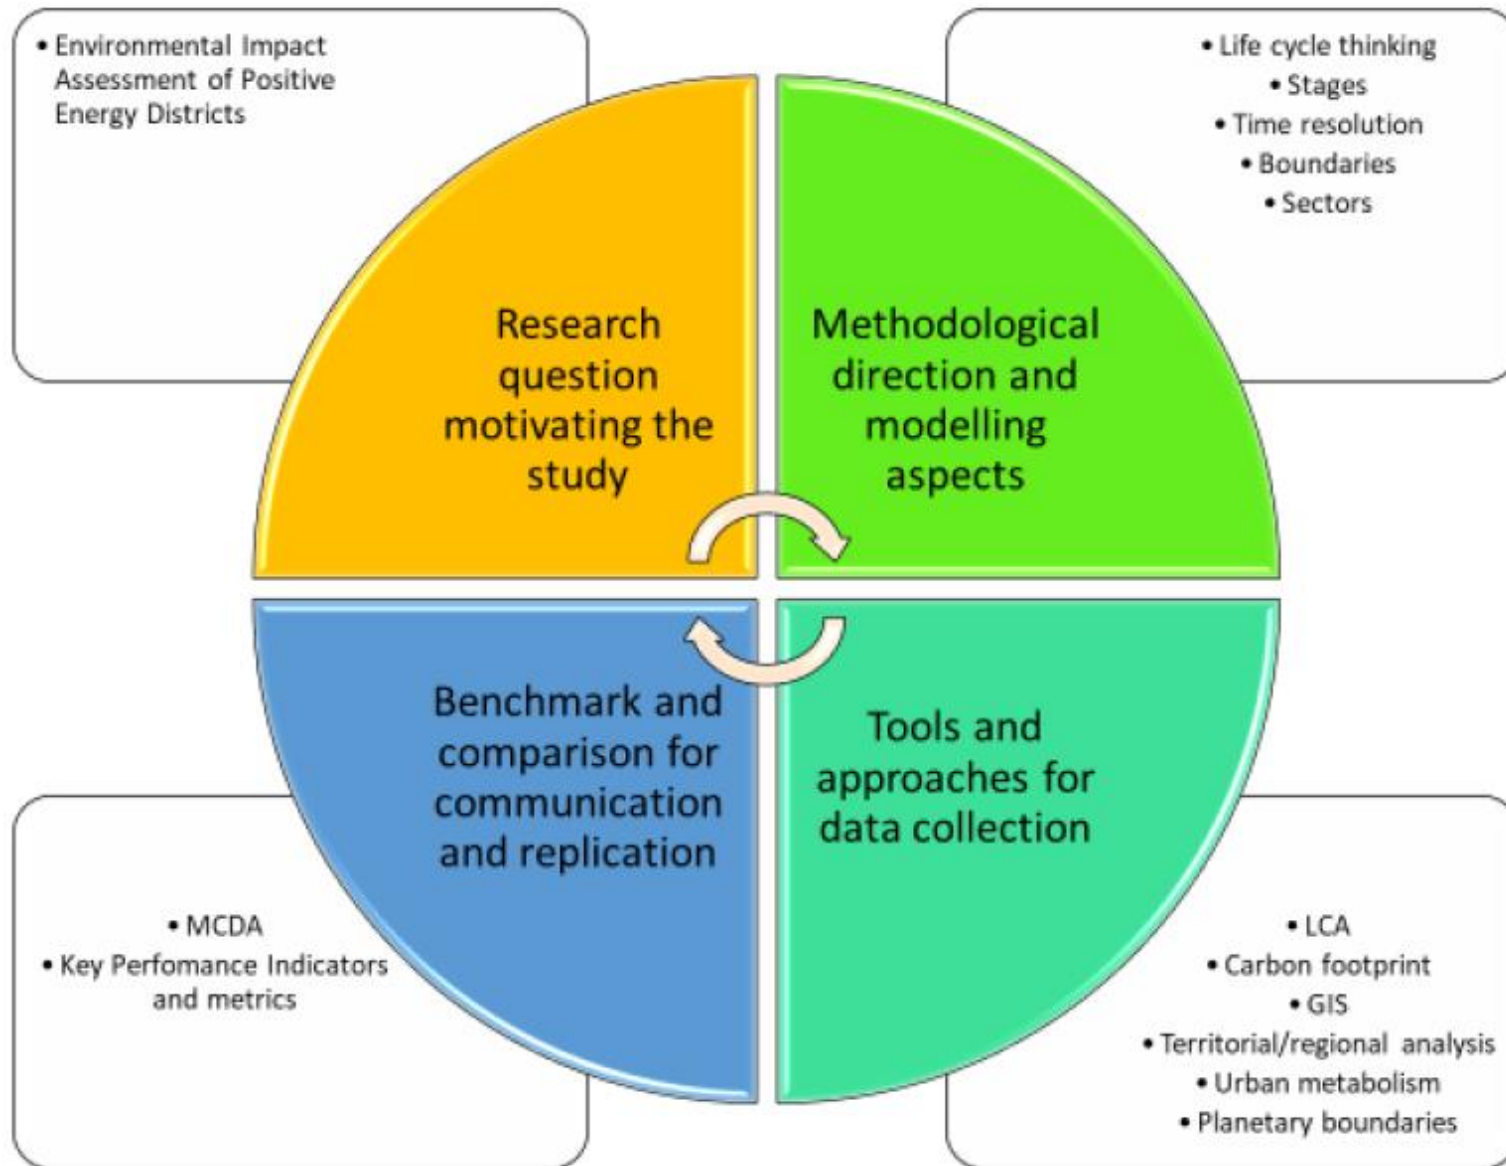 • Environmental Impact
Assessment of Positive
Energy Districts
• Life cycle thinking
• Stages
• Time resolution
• Boundaries
• Sectors
Research
question
motivating the
study
Methodological
direction and
modelling
aspects
Benchmark and
comparison for
communication
and replication
Tools and
approaches for
data collection
• MCDA
• Key Perfomance Indicators
and metrics
• LCA
• Carbon footprint
• GIS
• Territorial/regional analysis
• Urban metabolism
• Planetary boundaries